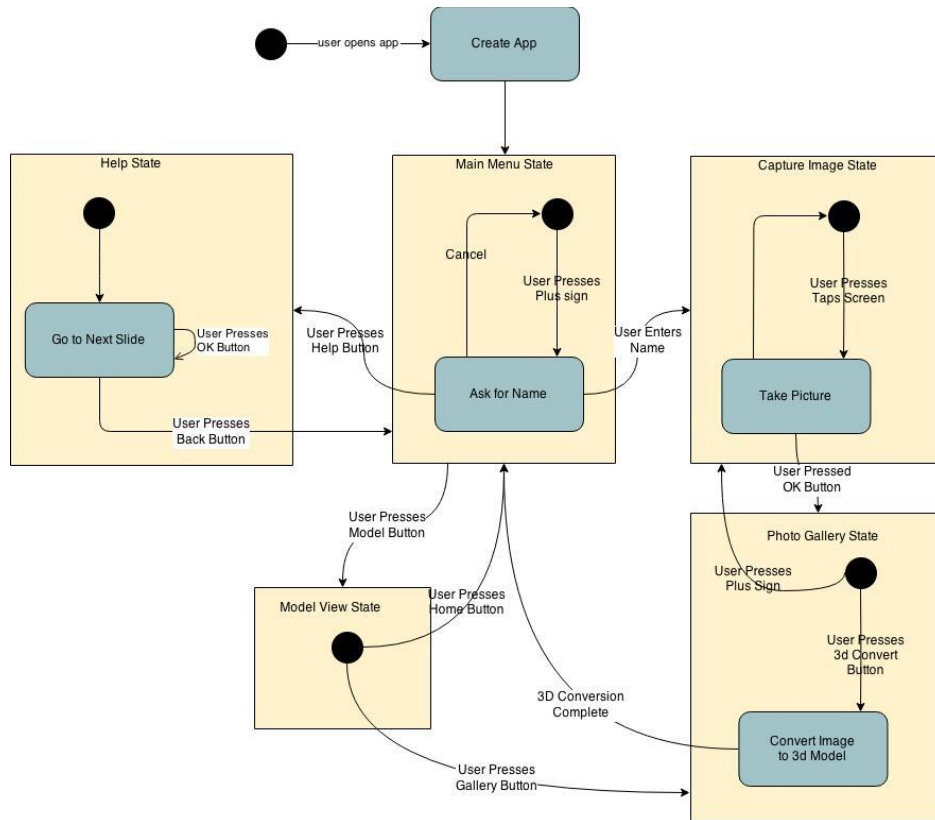 user opens app
Create App
Help State
Main Menu State
Capture Image State
Cancel
User Presses
Plus sign
User Presses
Taps Screen
Go to Next Slide
User Presses
OK Button
User Presses
Help Button
User Enters
Name
Ask for Name
Take Picture
User Presses
Back Button
User Pressed
OK Button
User Presses
Model Button
Photo Gallery State
User Presses
Plus Sign
Model View State
User Presses
Home Button
User Presses
3d Convert
Button
3D Conversion
Complete
Convert Image
to 3d Model
User Presses
Gallery Button